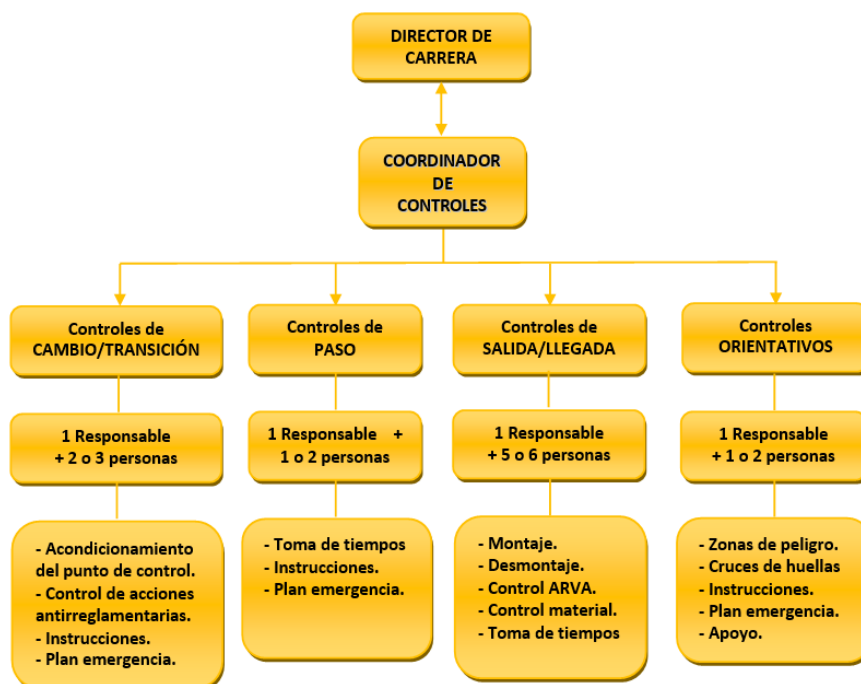 DIRECTOR DE
CARRERA
COORDINADOR
DE
CONTROLES
Controles de
CAMBIO/TRANSICIÓN
Controles de
PASO
Controles de
SALIDA/LLEGADA
Controles
ORIENTATIVOS
1 Responsable
+ 2 o 3 personas
1 Responsable +
1 o 2 personas
1 Responsable
+ 5 o 6 personas
1 Responsable
+ 1 o 2 personas
- Acondicionamiento
del punto de control.
- Control de acciones
antirreglamentarias.
- Instrucciones.
- Plan emergencia.
- Toma de tiempos
- Instrucciones.
- Plan emergencia.
- Montaje.
- Desmontaje.
- Control ARVA.
- Control material.
- Toma de tiempos
- Zonas de peligro.
- Cruces de huellas
- Instrucciones.
- Plan emergencia.
- Apoyo.